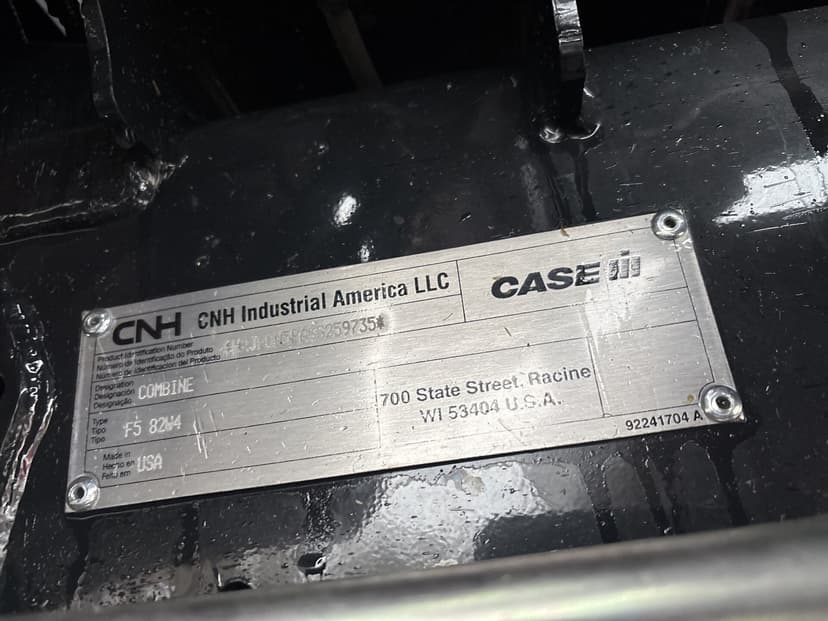 CNH CNH Industrial America LLC
CASE IH
Product Identification Number
Número de Identificação do Produto
Número de Identificacion del Producto
Designation
Designación
Designação
COMBINE
Type
Tipo
Tipo
F5 82W4
Made in
Hecho en
Feito em
USA
700 State Street. Racine
WI 53404 U.S.A.
92241704 A